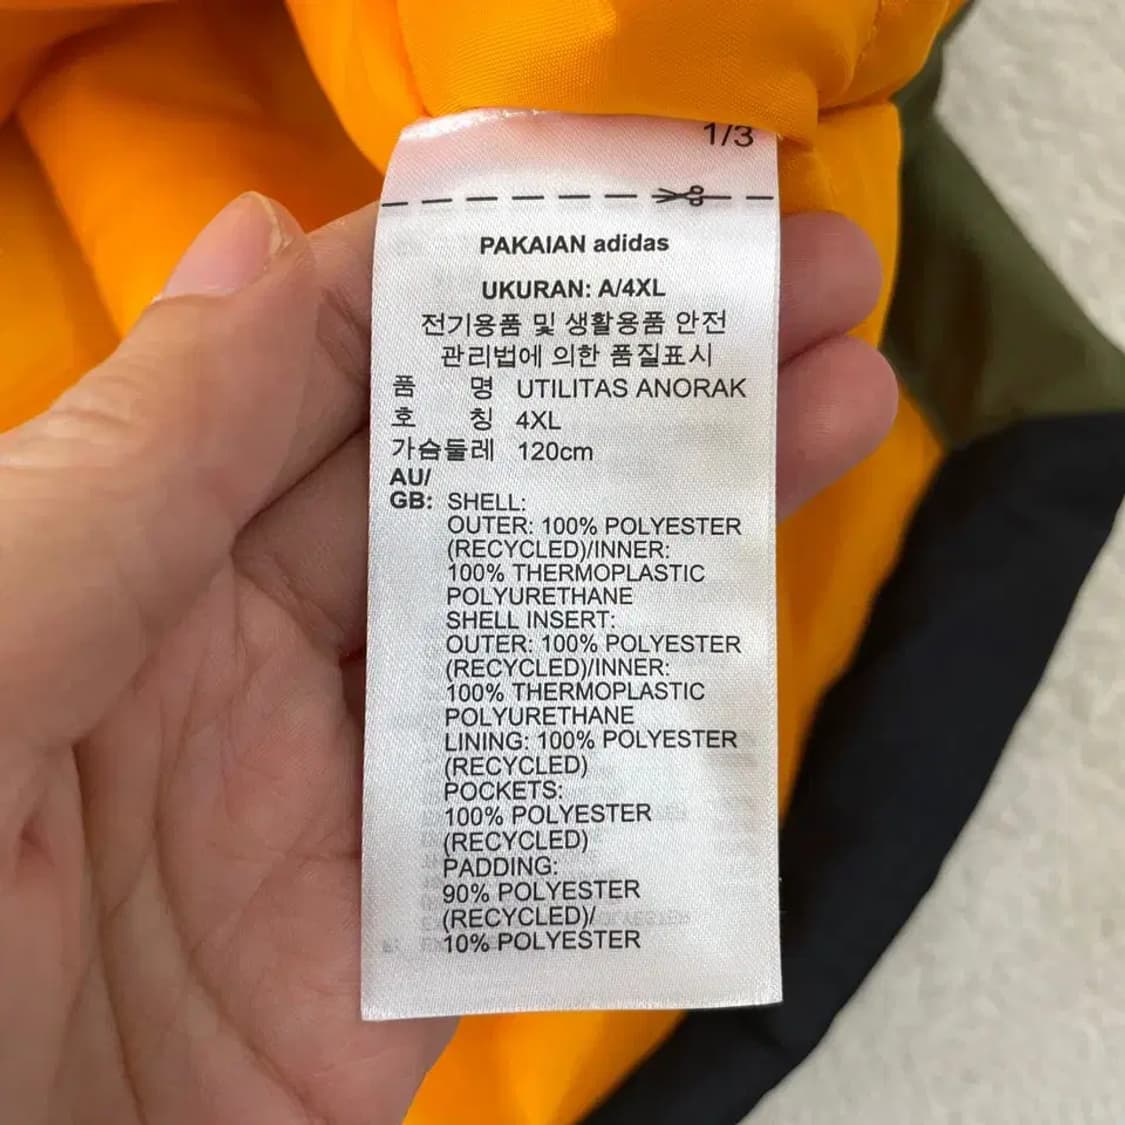 1/3
PAKAIAN adidas
UKURAN: A/4XL
전기용품 및 생활용품 안전
관리법에 의한 품질표시
품 명 UTILITAS ANORAK
호 칭 4XL
가슴둘레 120cm
AU/
GB: SHELL:
OUTER: 100% POLYESTER
(RECYCLED)/INNER:
100% THERMOPLASTIC
POLYURETHANE
SHELL INSERT:
OUTER: 100% POLYESTER
(RECYCLED)/INNER:
100% THERMOPLASTIC
POLYURETHANE
LINING: 100% POLYESTER
(RECYCLED)
POCKETS:
100% POLYESTER
(RECYCLED)
PADDING:
90% POLYESTER
(RECYCLED)/
10% POLYESTER